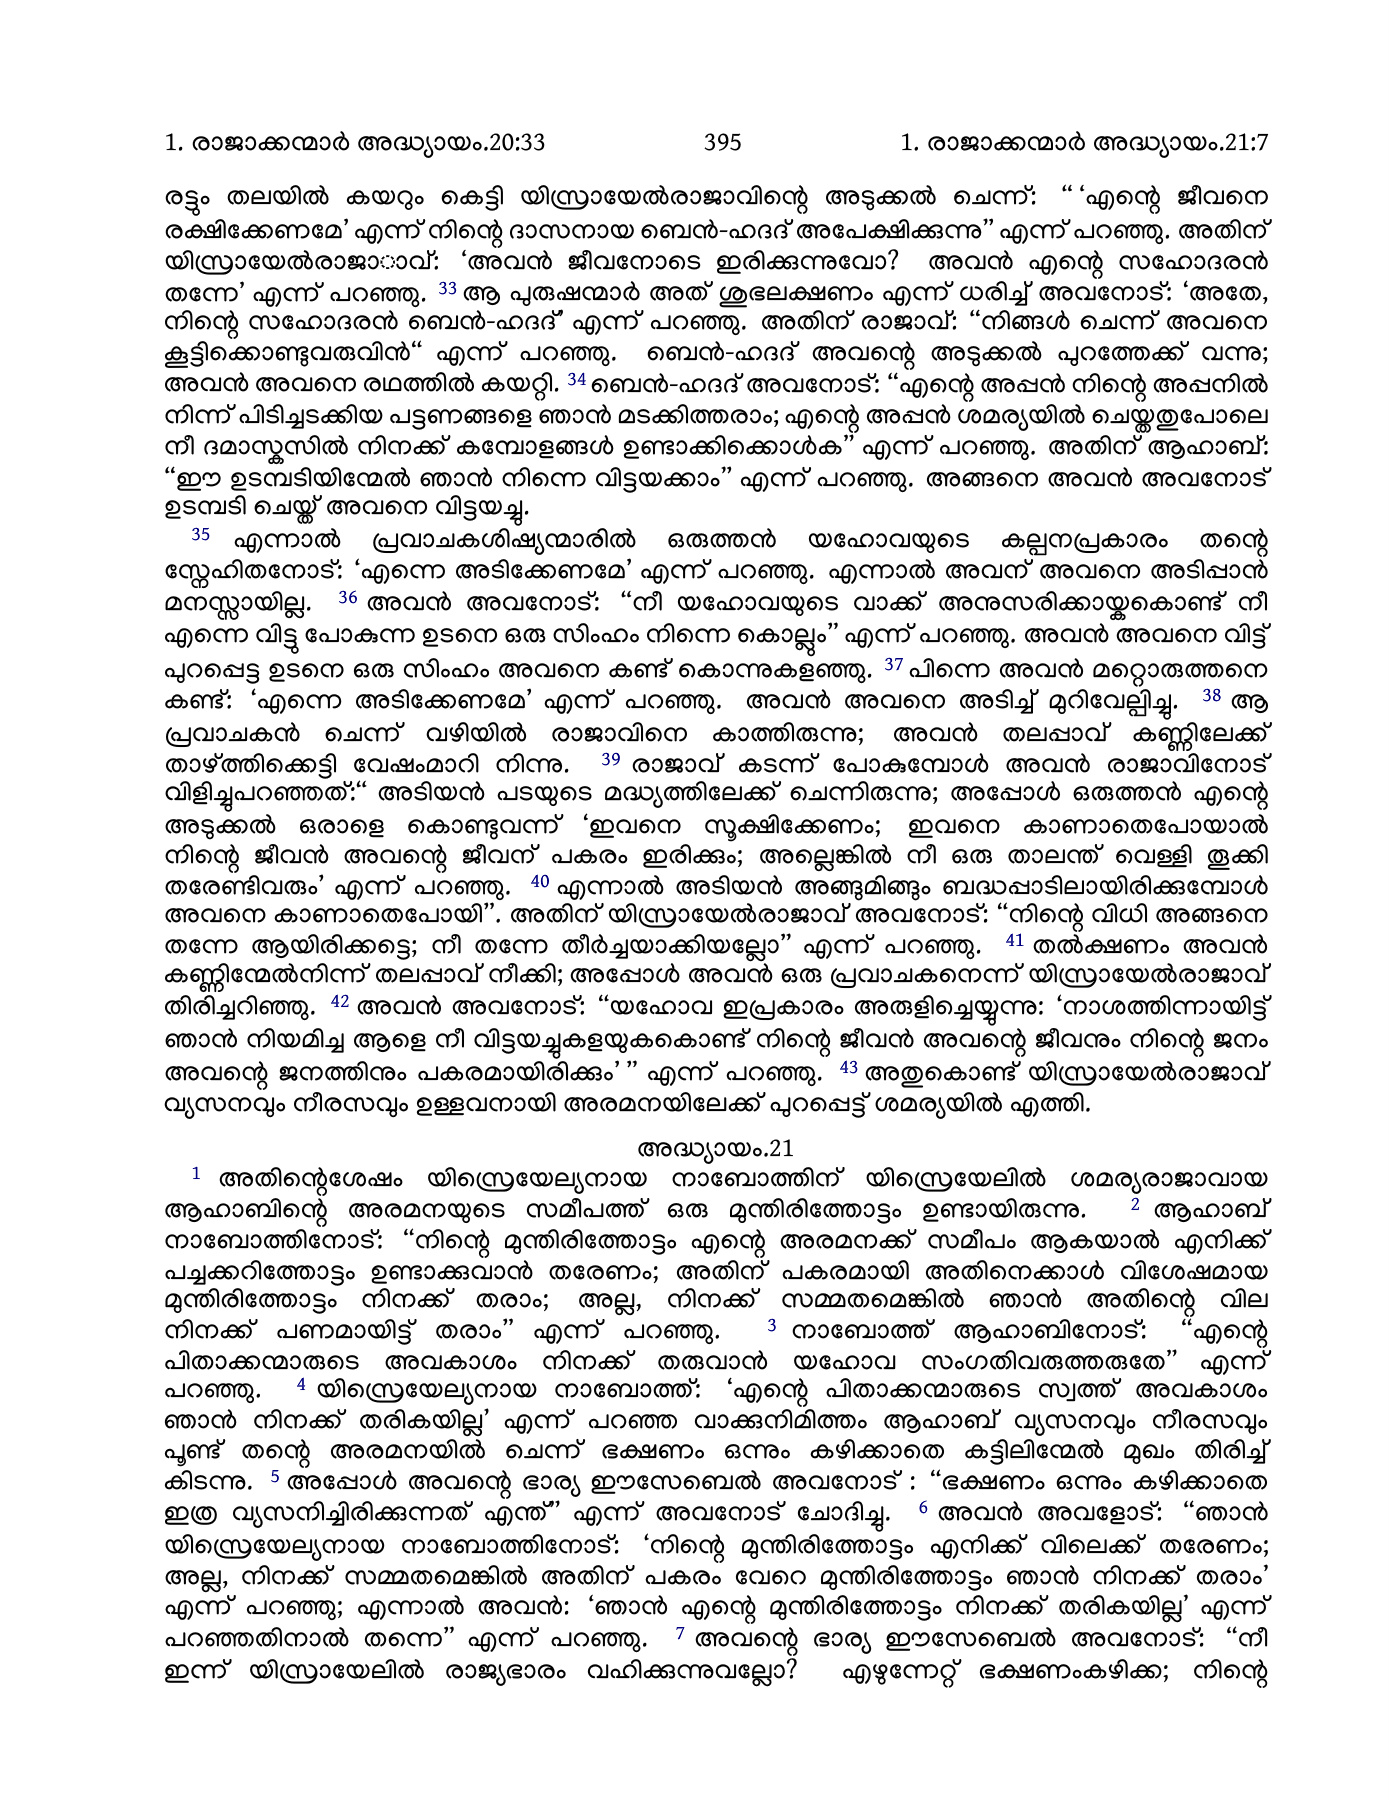 1. രാജാക്കന്മാർ അദ്ധ്യായം.20:33
395
1. രാജാക്കന്മാർ അദ്ധ്യായം.21:7
രട്ടും തലയിൽ കയറും കെട്ടി യിസ്രായേൽരാജാവിന്റെ അടുക്കൽ ചെന്ന്: “ ‘എന്റെ ജീവനെ
രക്ഷിക്കേണമേ’ എന്ന് നിന്റെ ദാസനായ ബെൻ-ഹദദ് അപേക്ഷിക്കുന്നു” എന്ന് പറഞ്ഞു. അതിന്
യിസ്രായേൽരാജാാവ്: ‘അവൻ ജീവനോടെ ഇരിക്കുന്നുവോ? അവൻ എന്റെ സഹോദരൻ
തന്നേ’ എന്ന് പറഞ്ഞു. 33 ആ പുരുഷന്മാർ അത് ശുഭലക്ഷണം എന്ന് ധരിച്ച് അവനോട്: ‘അതേ,
നിന്റെ സഹോദരൻ ബെൻ-ഹദദ്’ എന്ന് പറഞ്ഞു. അതിന് രാജാവ്: “നിങ്ങൾ ചെന്ന് അവനെ
കൂട്ടിക്കൊണ്ടുവരുവിൻ“ എന്ന് പറഞ്ഞു. ബെൻ-ഹദദ് അവന്റെ അടുക്കൽ പുറത്തേക്ക് വന്നു;
അവൻ അവനെ രഥത്തിൽ കയറ്റി. 34 ബെൻ-ഹദദ് അവനോട്: “എന്റെ അപ്പൻ നിന്റെ അപ്പനിൽ
നിന്ന് പിടിച്ചടക്കിയ പട്ടണങ്ങളെ ഞാൻ മടക്കിത്തരാം; എന്റെ അപ്പൻ ശമര്യയിൽ ചെയ്തതുപോലെ
നീ ദമാസ്കസിൽ നിനക്ക് കമ്പോളങ്ങൾ ഉണ്ടാക്കിക്കൊൾക” എന്ന് പറഞ്ഞു. അതിന് ആഹാബ്:
“ഈ ഉടമ്പടിയിന്മേൽ ഞാൻ നിന്നെ വിട്ടയക്കാം” എന്ന് പറഞ്ഞു. അങ്ങനെ അവൻ അവനോട്
ഉടമ്പടി ചെയ്ത് അവനെ വിട്ടയച്ചു.
35 എന്നാൽ പ്രവാചകശിഷ്യന്മാരിൽ ഒരുത്തൻ യഹോവയുടെ കല്പനപ്രകാരം തന്റെ
സ്നേഹിതനോട്: ‘എന്നെ അടിക്കേണമേ’ എന്ന് പറഞ്ഞു. എന്നാൽ അവന് അവനെ അടിപ്പാൻ
മനസ്സായില്ല. 36 അവൻ അവനോട്: “നീ യഹോവയുടെ വാക്ക് അനുസരിക്കായ്കകൊണ്ട് നീ
എന്നെ വിട്ടു പോകുന്ന ഉടനെ ഒരു സിംഹം നിന്നെ കൊല്ലും” എന്ന് പറഞ്ഞു. അവൻ അവനെ വിട്ട്
പുറപ്പെട്ട ഉടനെ ഒരു സിംഹം അവനെ കണ്ട് കൊന്നുകളഞ്ഞു. 37 പിന്നെ അവൻ മറ്റൊരുത്തനെ
കണ്ട്: ‘എന്നെ അടിക്കേണമേ’ എന്ന് പറഞ്ഞു. അവൻ അവനെ അടിച്ച് മുറിവേല്പിച്ചു. 38 ആ
പ്രവാചകൻ ചെന്ന് വഴിയിൽ രാജാവിനെ കാത്തിരുന്നു; അവൻ തലപ്പാവ് കണ്ണിലേക്ക്
താഴ്ത്തിക്കെട്ടി വേഷംമാറി നിന്നു. 39 രാജാവ് കടന്ന് പോകുമ്പോൾ അവൻ രാജാവിനോട്
വിളിച്ചുപറഞ്ഞത്:“ അടിയൻ പടയുടെ മദ്ധ്യത്തിലേക്ക് ചെന്നിരുന്നു; അപ്പോൾ ഒരുത്തൻ എന്റെ
അടുക്കൽ ഒരാളെ കൊണ്ടുവന്ന് ‘ഇവനെ സൂക്ഷിക്കേണം; ഇവനെ കാണാതെപോയാൽ
നിന്റെ ജീവൻ അവന്റെ ജീവന് പകരം ഇരിക്കും; അല്ലെങ്കിൽ നീ ഒരു താലന്ത് വെള്ളി തൂക്കി
തരേണ്ടിവരും’ എന്ന് പറഞ്ഞു. 40 എന്നാൽ അടിയൻ അങ്ങുമിങ്ങും ബദ്ധപ്പാടിലായിരിക്കുമ്പോൾ
അവനെ കാണാതെപോയി”. അതിന് യിസ്രായേൽരാജാവ് അവനോട്: “നിന്റെ വിധി അങ്ങനെ
തന്നേ ആയിരിക്കട്ടെ; നീ തന്നേ തീർച്ചയാക്കിയല്ലോ” എന്ന് പറഞ്ഞു. 41 തൽക്ഷണം അവൻ
കണ്ണിന്മേൽനിന്ന് തലപ്പാവ് നീക്കി; അപ്പോൾ അവൻ ഒരു പ്രവാചകനെന്ന് യിസ്രായേൽരാജാവ്
തിരിച്ചറിഞ്ഞു. 42 അവൻ അവനോട്: “യഹോവ ഇപ്രകാരം അരുളിച്ചെയ്യുന്നു: ‘നാശത്തിന്നായിട്ട്
ഞാൻ നിയമിച്ച ആളെ നീ വിട്ടയച്ചുകളയുകകൊണ്ട് നിന്റെ ജീവൻ അവന്റെ ജീവനും നിന്റെ ജനം
അവന്റെ ജനത്തിനും പകരമായിരിക്കും’ ” എന്ന് പറഞ്ഞു. 43 അതുകൊണ്ട് യിസ്രായേൽരാജാവ്
വ്യസനവും നീരസവും ഉള്ളവനായി അരമനയിലേക്ക് പുറപ്പെട്ട് ശമര്യയിൽ എത്തി.
അദ്ധ്യായം.21
1 അതിന്റെശേഷം യിസ്രെയേല്യനായ നാബോത്തിന് യിസ്രെയേലിൽ ശമര്യരാജാവായ
ആഹാബിന്റെ അരമനയുടെ സമീപത്ത് ഒരു മുന്തിരിത്തോട്ടം ഉണ്ടായിരുന്നു. 2 ആഹാബ്
നാബോത്തിനോട്: “നിന്റെ മുന്തിരിത്തോട്ടം എന്റെ അരമനക്ക് സമീപം ആകയാൽ എനിക്ക്
പച്ചക്കറിത്തോട്ടം ഉണ്ടാക്കുവാൻ തരേണം; അതിന് പകരമായി അതിനെക്കാൾ വിശേഷമായ
മുന്തിരിത്തോട്ടം നിനക്ക് തരാം; അല്ല, നിനക്ക് സമ്മതമെങ്കിൽ ഞാൻ അതിന്റെ വില
നിനക്ക് പണമായിട്ട് തരാം” എന്ന് പറഞ്ഞു. 3 നാബോത്ത് ആഹാബിനോട്: “എന്റെ
പിതാക്കന്മാരുടെ അവകാശം നിനക്ക് തരുവാൻ യഹോവ സംഗതിവരുത്തരുതേ” എന്ന്
പറഞ്ഞു. 4 യിസ്രെയേല്യനായ നാബോത്ത്: ‘എന്റെ പിതാക്കന്മാരുടെ സ്വത്ത് അവകാശം
ഞാൻ നിനക്ക് തരികയില്ല’ എന്ന് പറഞ്ഞ വാക്കുനിമിത്തം ആഹാബ് വ്യസനവും നീരസവും
പൂണ്ട് തന്റെ അരമനയിൽ ചെന്ന് ഭക്ഷണം ഒന്നും കഴിക്കാതെ കട്ടിലിന്മേൽ മുഖം തിരിച്ച്
കിടന്നു. 5 അപ്പോൾ അവന്റെ ഭാര്യ ഈസേബെൽ അവനോട് : “ഭക്ഷണം ഒന്നും കഴിക്കാതെ
ഇത്ര വ്യസനിച്ചിരിക്കുന്നത് എന്ത്” എന്ന് അവനോട് ചോദിച്ചു. 6 അവൻ അവളോട്: “ഞാൻ
യിസ്രെയേല്യനായ നാബോത്തിനോട്: ‘നിന്റെ മുന്തിരിത്തോട്ടം എനിക്ക് വിലെക്ക് തരേണം;
അല്ല, നിനക്ക് സമ്മതമെങ്കിൽ അതിന് പകരം വേറെ മുന്തിരിത്തോട്ടം ഞാൻ നിനക്ക് തരാം’
എന്ന് പറഞ്ഞു; എന്നാൽ അവൻ: ‘ഞാൻ എന്റെ മുന്തിരിത്തോട്ടം നിനക്ക് തരികയില്ല’ എന്ന്
പറഞ്ഞതിനാൽ തന്നെ” എന്ന് പറഞ്ഞു. 7 അവന്റെ ഭാര്യ ഈസേബെൽ അവനോട്: “നീ
ഇന്ന് യിസ്രായേലിൽ രാജ്യഭാരം വഹിക്കുന്നുവല്ലോ? എഴുന്നേറ്റ് ഭക്ഷണംകഴിക്ക; നിന്റെ